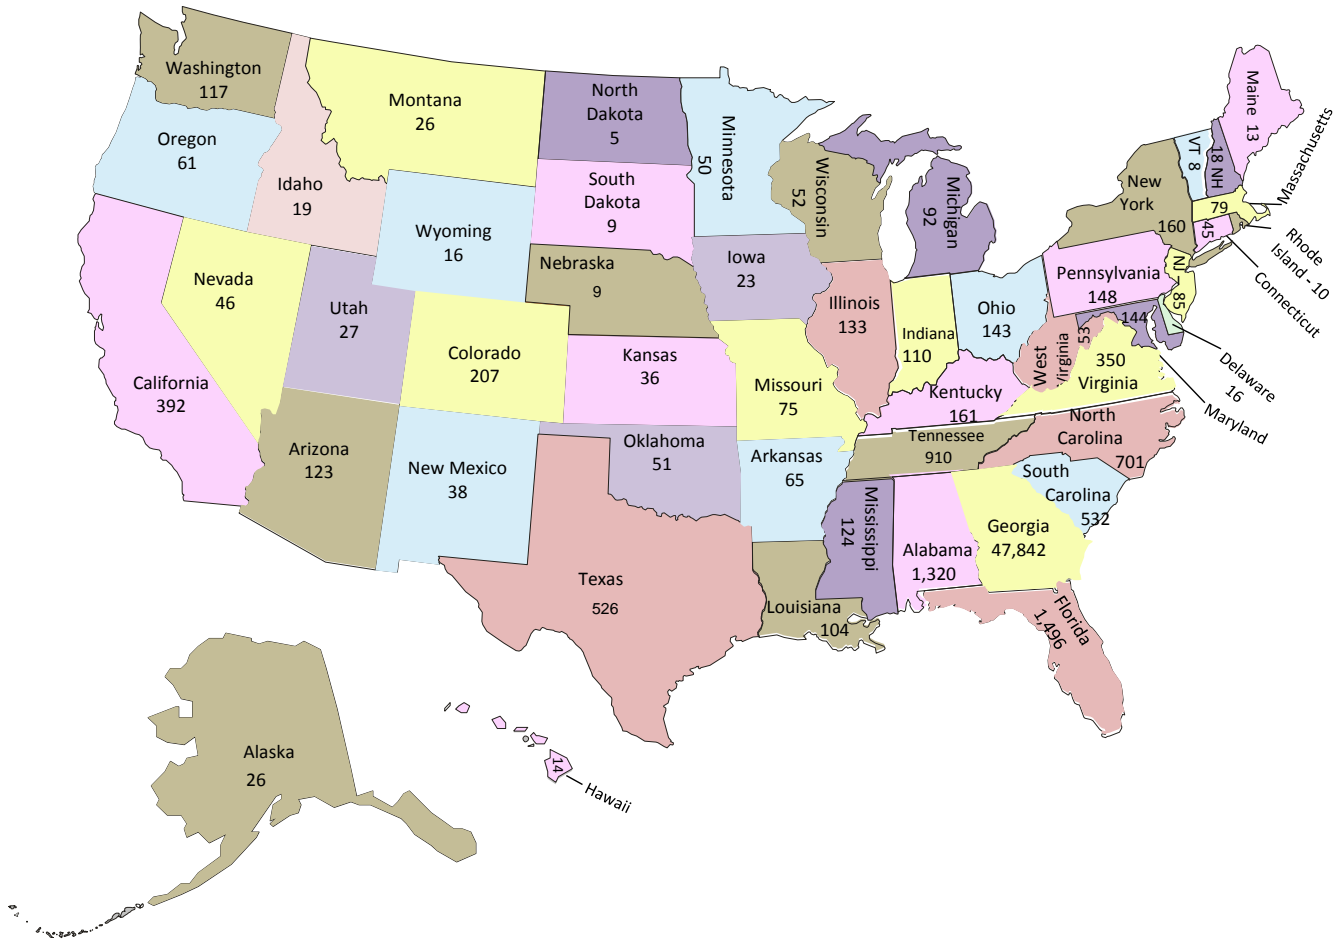 Washington
117
Oregon
61
Idaho
19
Montana
26
North
Dakota
5
South
Dakota
9
Minnesota
50
Wisconsin
52
Michigan
92
Wyoming
16
Nebraska
9
Iowa
23
Nevada
46
Utah
27
Colorado
207
Kansas
36
Missouri
75
Illinois
133
Indiana
110
Ohio
143
Pennsylvania
148
New
York
160
VT 8
18 NH
Maine 13
Massachusetts
79
Rhode
Island - 10
45
Connecticut
NJ - 85
Delaware
16
144
Maryland
West
Virginia
53
350
Virginia
Kentucky
161
Tennessee
910
North
Carolina
701
South
Carolina
532
California
392
Arizona
123
New Mexico
38
Oklahoma
51
Arkansas
65
Mississippi
124
Alabama
1,320
Georgia
47,842
Texas
526
Louisiana
104
Florida
1,496
Alaska
26
14
Hawaii